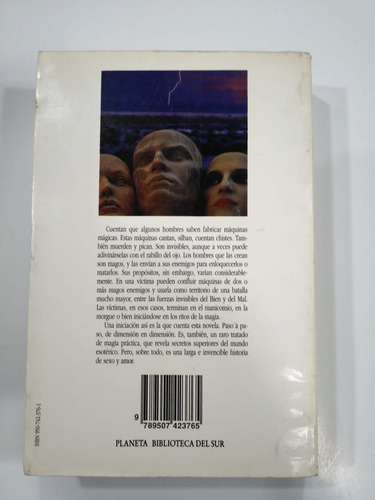 Cuentan que algunos hombres saben fabricar máquinas
mágicas. Estas máquinas cantan, silban, cuentan chistes. Tam-
bién muerden y pican. Son invisibles, aunque a veces puede
adivinárselas con el rabillo del ojo. Los hombres que las crean
son magos, y las envían a sus enemigos para enloquecerlos o
matarlos. Sus propósitos, sin embargo, varían considerable-
mente. En una víctima pueden confluir máquinas de dos o
más magos enemigos y usarla como territorio de una batalla
mucho mayor, entre las fuerzas invisibles del Bien y del Mal.
Las víctimas, en esos casos, terminan en el manicomio, en la
morgue o bien iniciándose en los ritos de la magia.
Una iniciación así es la que cuenta esta novela. Paso a
paso, de dimensión en dimensión. Es, también, un raro tratado
de magia práctica, que revela secretos superiores del mundo
esotérico. Pero, sobre todo, es una larga e invencible historia
de sexo y amor.
ISBN 950-742-376-1
9 789507 423765
PLANETA BIBLIOTECA DEL SUR